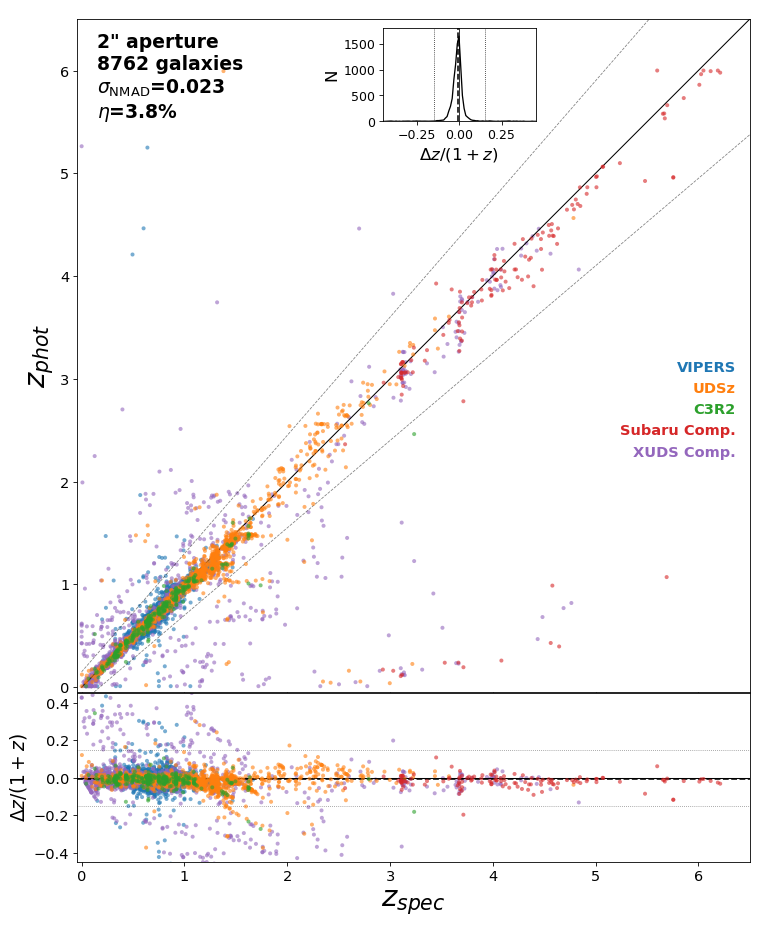 2" aperture
8762 galaxies
σNMAD=0.023
η=3.8%
N
1500
1000
500
0
−0.25 0.00 0.25
Δz/(1 + z)
zphot
6
5
4
3
2
1
0
VIPERS
UDSz
C3R2
Subaru Comp.
XUDS Comp.
Δz/(1 + z)
0.4
0.2
0.0
−0.2
−0.4
0 1 2 3 4 5 6
zspec